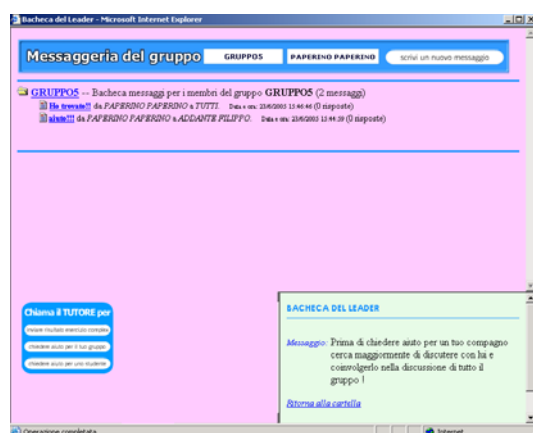 Bacheca del Leader - Microsoft Internet Explorer
Messaggeria del gruppo GRUPPO5 PAPERINO PAPERINO scrivi un nuovo messaggio
GRUPPO5 -- Bacheca messaggi per i membri del gruppo GRUPPO5 (2 messaggi)
Ho trovato!! da PAPERINO PAPERINO a TUTTI. Data e ora: 23/6/2003 13:46:46 (0 risposte)
aiuto!!! da PAPERINO PAPERINO a ADDANTE FILIPPO. Data e ora: 23/6/2003 13:44:39 (0 risposte)
Chiama il TUTORE per
inviare risultato esercizio complesso
chiedere aiuto per il tuo gruppo
chiedere aiuto per uno studente
BACHECA DEL LEADER
Messaggio: Prima di chiedere aiuto per un tuo compagno
cerca maggiormente di discutere con lui e
coinvolgerlo nella discussione di tutto il
gruppo !
Ritorna alla cartella
Operazione completata Internet